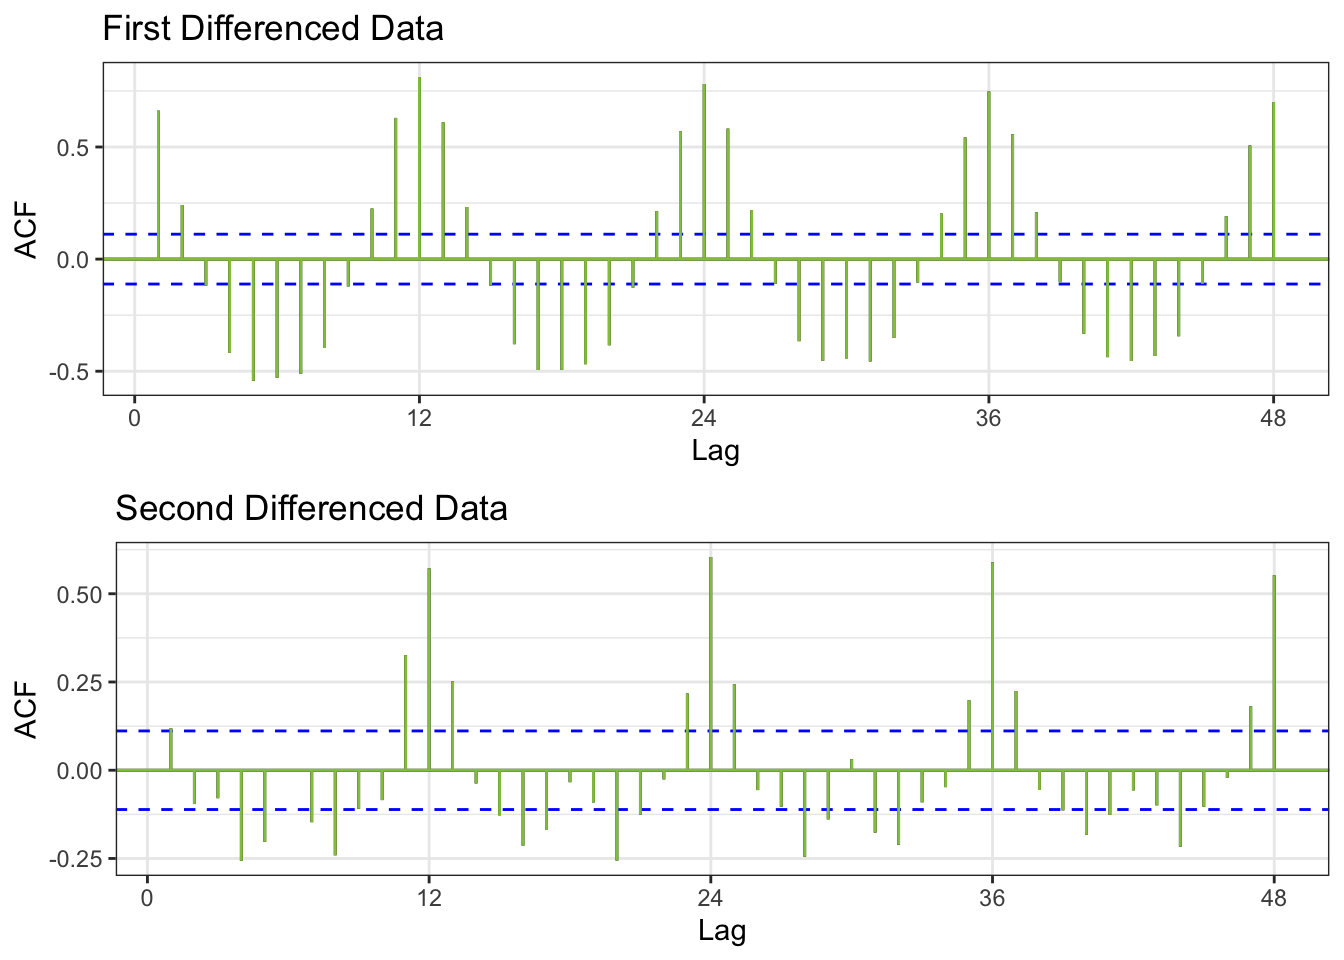 First Differenced Data
0.5
0.0
-0.5
ACF
0 12 24 36 48
Lag
Second Differenced Data
0.50
0.25
0.00
-0.25
ACF
0 12 24 36 48
Lag